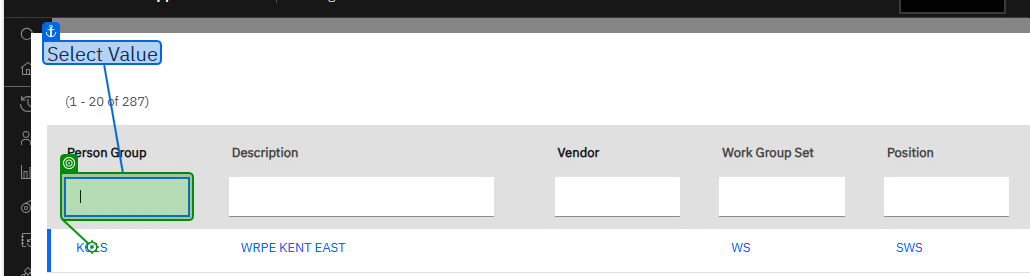 Select Value
(1 - 20 of 287)
Person Group Description Vendor Work Group Set Position
WRPE KENT EAST WS SWS